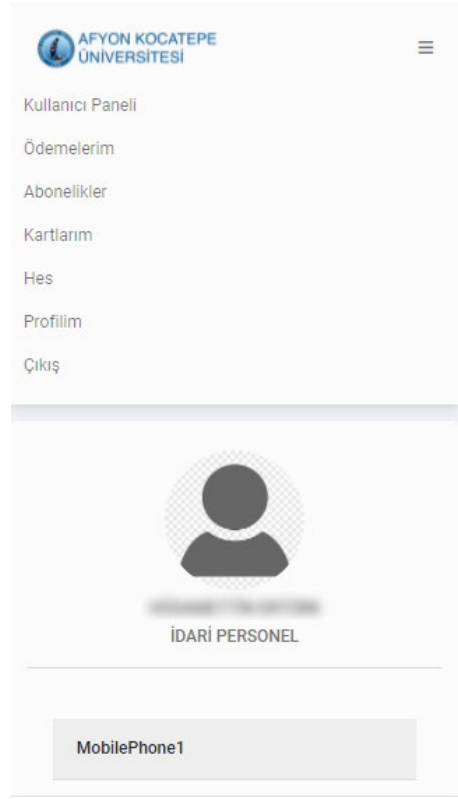 AFYON KOCATEPE
ÜNİVERSİTESİ
Kullanıcı Paneli
Ödemelerim
Abonelikler
Kartlarım
Hes
Profilim
Çıkış
İDARİ PERSONEL
MobilePhone1